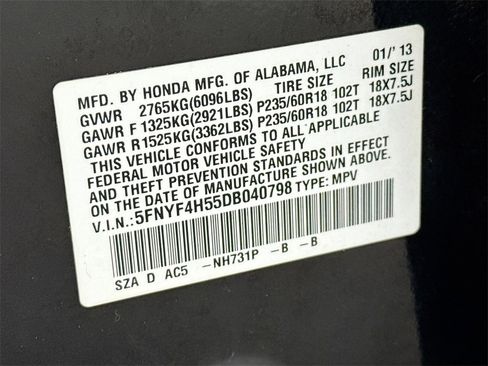 MFD. BY HONDA MFG. OF ALABAMA, LLC 01/'13
GVWR 2765KG(6096LBS) TIRE SIZE RIM SIZE
GAWR F 1325KG(2921LBS) P235/60R18 102T 18X7.5J
GAWR R 1525KG(3362LBS) P235/60R18 102T 18X7.5J
THIS VEHICLE CONFORMS TO ALL APPLICABLE
FEDERAL MOTOR VEHICLE SAFETY
AND THEFT PREVENTION STANDARDS IN EFFECT
ON THE DATE OF MANUFACTURE SHOWN ABOVE.
V.I.N.: 5FNYF4H55DB040798 TYPE: MPV
SZA D AC5 -NH731P -B -B